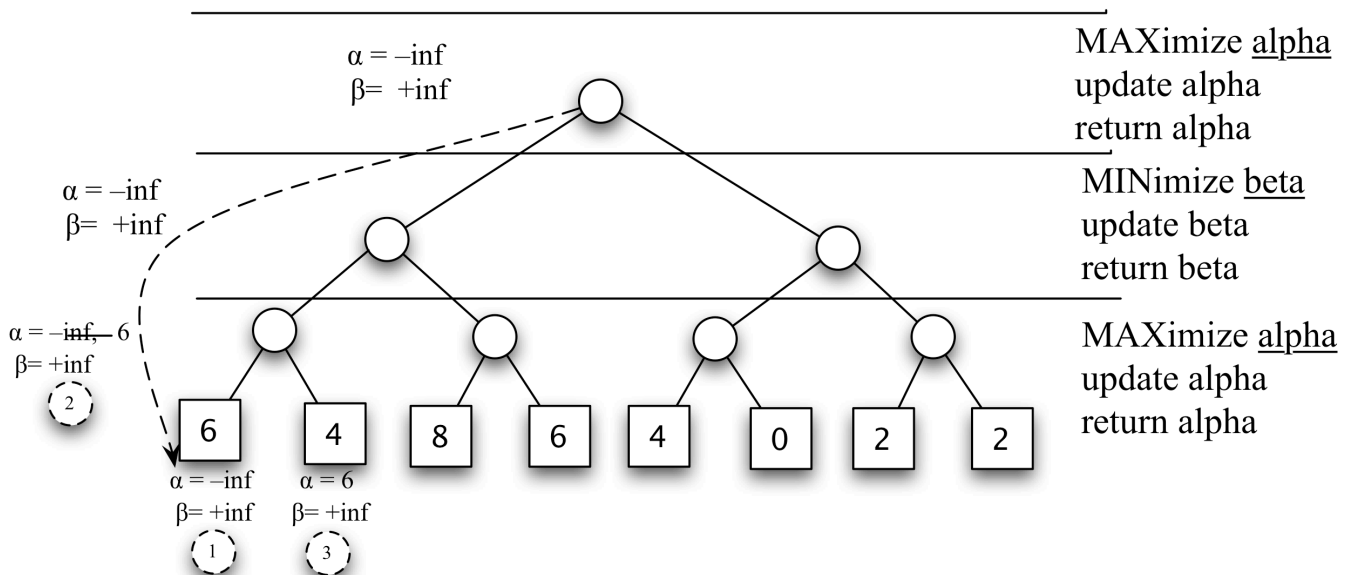 α = –inf
β= +inf
MAXimize alpha
update alpha
return alpha
α = –inf
β= +inf
MINimize beta
update beta
return beta
α = –inf, 6
β= +inf
2
MAXimize alpha
update alpha
return alpha
6
4
8
6
4
0
2
2
α = –inf
β= +inf
1
α = 6
β= +inf
3